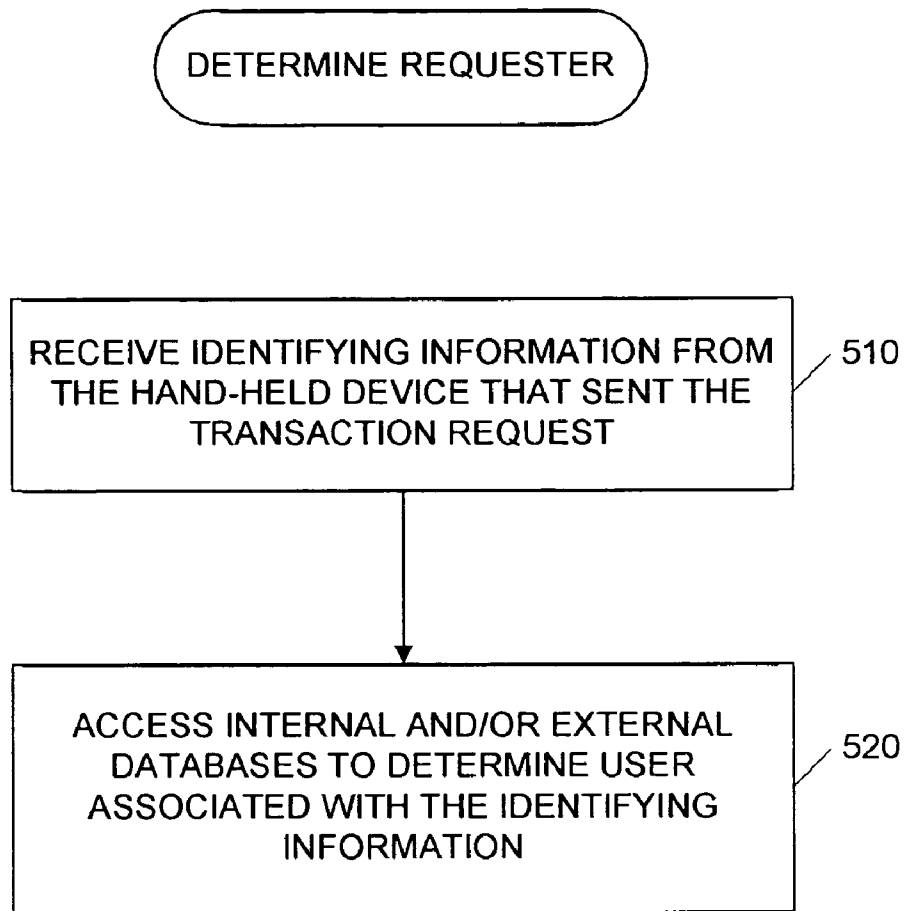 DETERMINE REQUESTER
RECEIVE IDENTIFYING INFORMATION FROM
THE HAND-HELD DEVICE THAT SENT THE
TRANSACTION REQUEST
510
ACCESS INTERNAL AND/OR EXTERNAL
DATABASES TO DETERMINE USER
ASSOCIATED WITH THE IDENTIFYING
INFORMATION
520